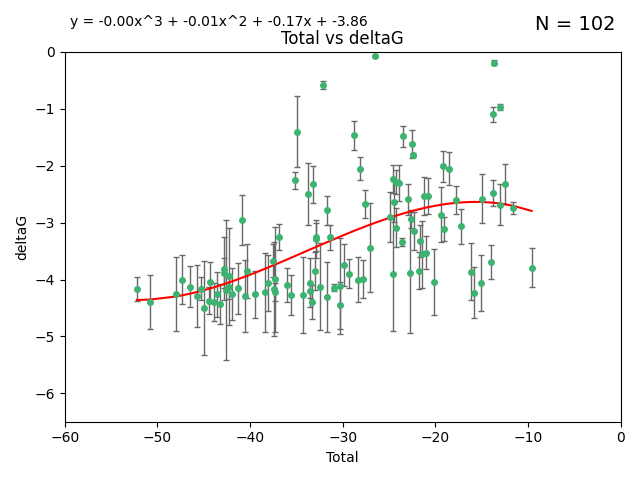 y = -0.00x^3 + -0.01x^2 + -0.17x + -3.86
N = 102
Total vs deltaG
deltaG
0
−1
−2
−3
−4
−5
−6
−60
−50
−40
−30
−20
−10
0
Total